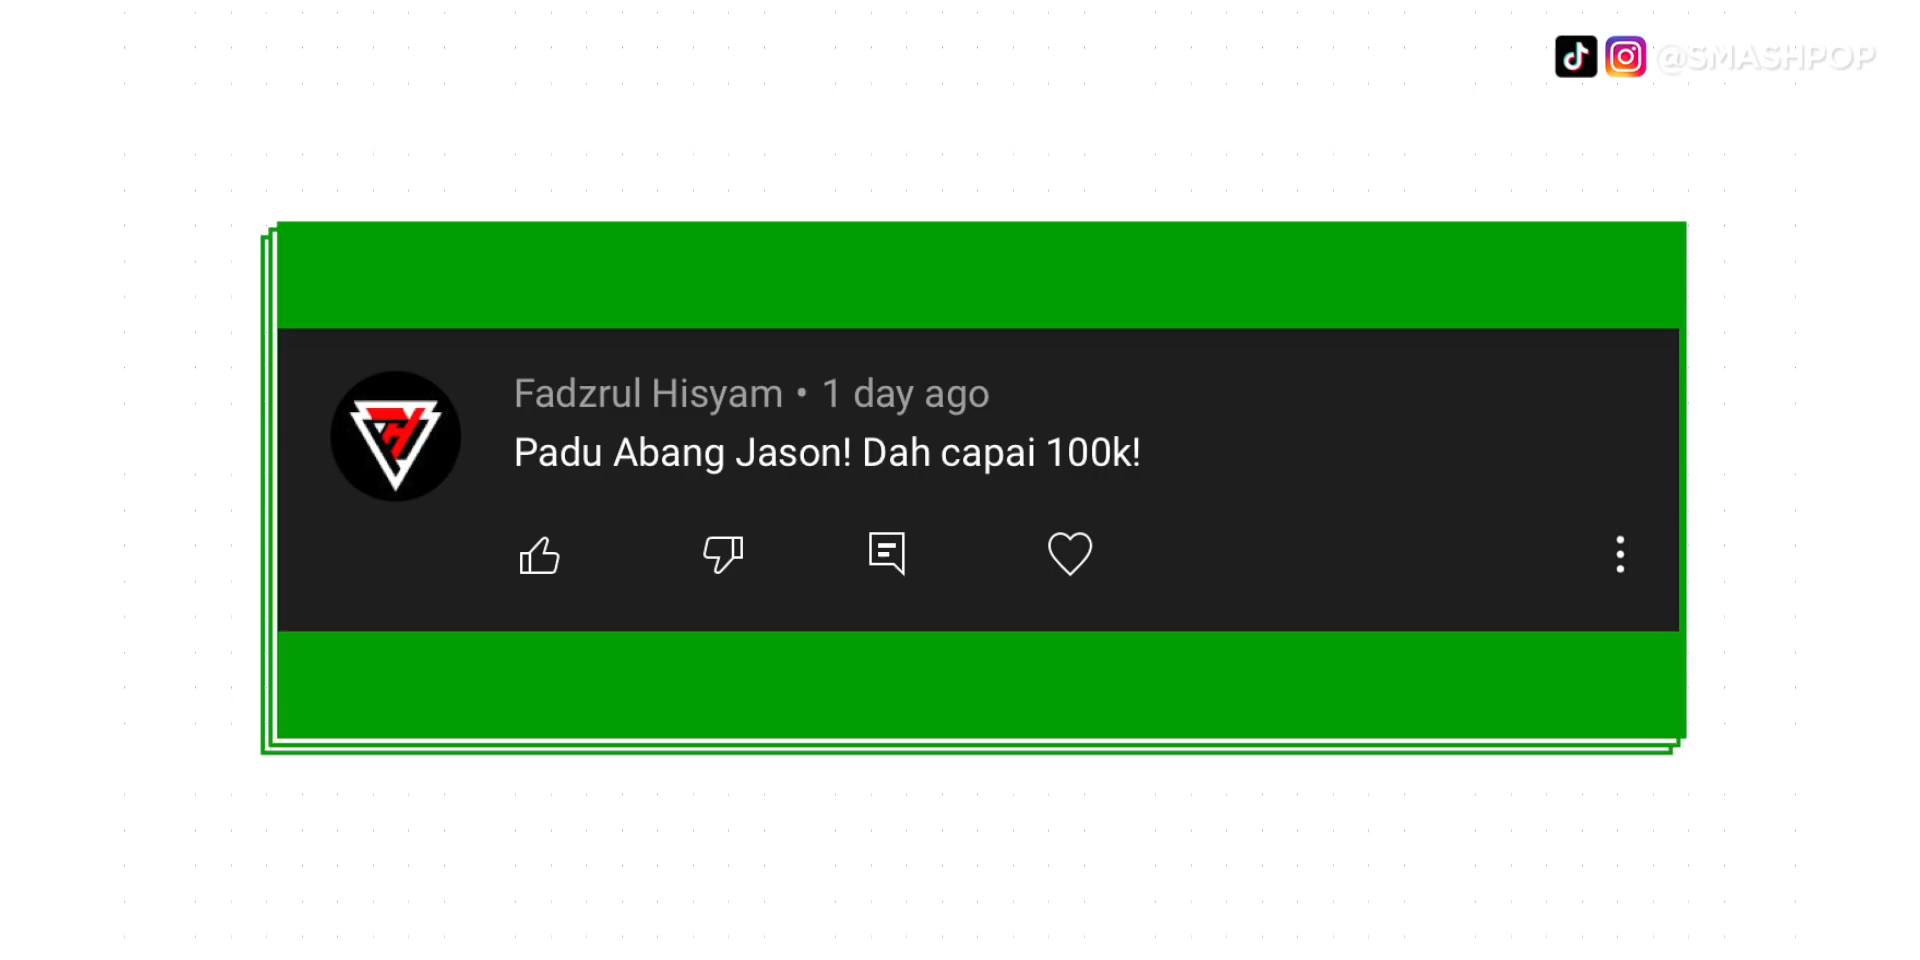 @SMASHPOP
Fadzrul Hisyam • 1 day ago
Padu Abang Jason! Dah capai 100k!